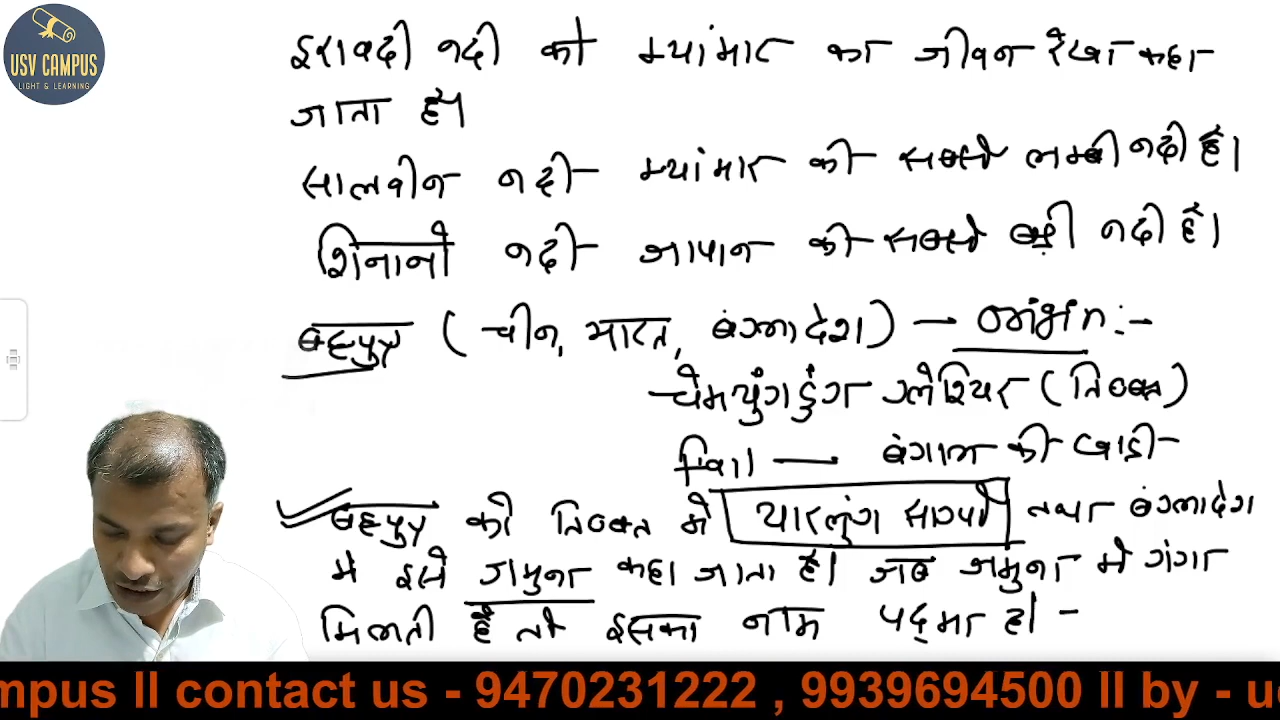 USV CAMPUS
LIGHT & LEARNING
इरावदी नदी को म्यांमार का जीवन रेखा कहा
जाता है।
सालवीन नदी म्यांमार की सबसे लम्बी नदी है।
शिनानो नदी जापान की सबसे बड़ी नदी है।
ब्रह्मपुत्र (चीन, भारत, बंग्लादेश) — Origin:-
चेमयुंगडुंग ग्लेशियर (तिब्बत)
— बंगाल की खाड़ी
ब्रह्मपुत्र को तिब्बत में यारलुंग सांग्पो तथा बंग्लादेश
में इसे जमुना कहा जाता है। जब जमुना में गंगा
मिलती है तो इसका नाम पद्मा हो -
mpus ll contact us - 9470231222 , 9939694500 ll by - u